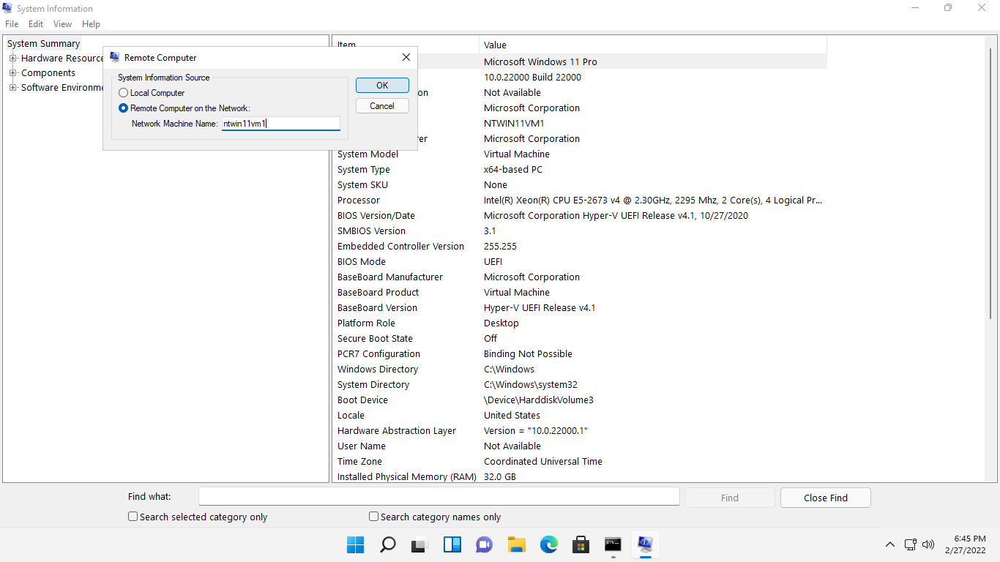 System Information
File Edit View Help
System Summary
Hardware Resource
Components
Software Environme
Remote Computer
System Information Source
Local Computer
Remote Computer on the Network:
Network Machine Name: ntwin11vm1
OK
Cancel
Item Value
Microsoft Windows 11 Pro
10.0.22000 Build 22000
on Not Available
Microsoft Corporation
NTWIN11VM1
rer Microsoft Corporation
System Model Virtual Machine
System Type x64-based PC
System SKU None
Processor Intel(R) Xeon(R) CPU E5-2673 v4 @ 2.30GHz, 2295 Mhz, 2 Core(s), 4 Logical Pr...
BIOS Version/Date Microsoft Corporation Hyper-V UEFI Release v4.1, 10/27/2020
SMBIOS Version 3.1
Embedded Controller Version 255.255
BIOS Mode UEFI
BaseBoard Manufacturer Microsoft Corporation
BaseBoard Product Virtual Machine
BaseBoard Version Hyper-V UEFI Release v4.1
Platform Role Desktop
Secure Boot State Off
PCR7 Configuration Binding Not Possible
Windows Directory C:\Windows
System Directory C:\Windows\system32
Boot Device \Device\HarddiskVolume3
Locale United States
Hardware Abstraction Layer Version = "10.0.22000.1"
User Name Not Available
Time Zone Coordinated Universal Time
Installed Physical Memory (RAM) 32.0 GB
Find what: Find Close Find
Search selected category only Search category names only
6:45 PM
2/27/2022